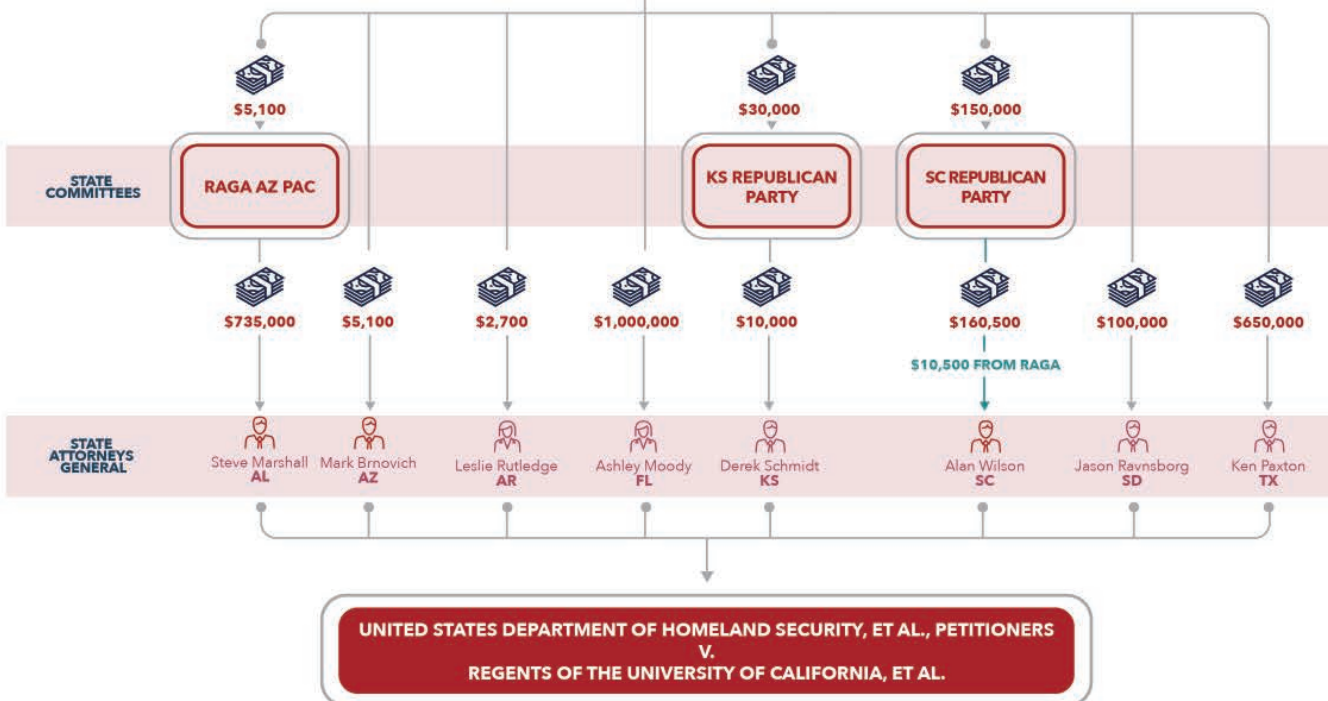 $5,100
$30,000
$150,000
STATE
COMMITTEES
RAGA AZ PAC
KS REPUBLICAN
PARTY
SC REPUBLICAN
PARTY
$735,000
$5,100
$2,700
$1,000,000
$10,000
$160,500
$100,000
$650,000
$10,500 FROM RAGA
STATE
ATTORNEYS
GENERAL
Steve Marshall
AL
Mark Brnovich
AZ
Leslie Rutledge
AR
Ashley Moody
FL
Derek Schmidt
KS
Alan Wilson
SC
Jason Ravnsborg
SD
Ken Paxton
TX
UNITED STATES DEPARTMENT OF HOMELAND SECURITY, ET AL., PETITIONERS
V.
REGENTS OF THE UNIVERSITY OF CALIFORNIA, ET AL.